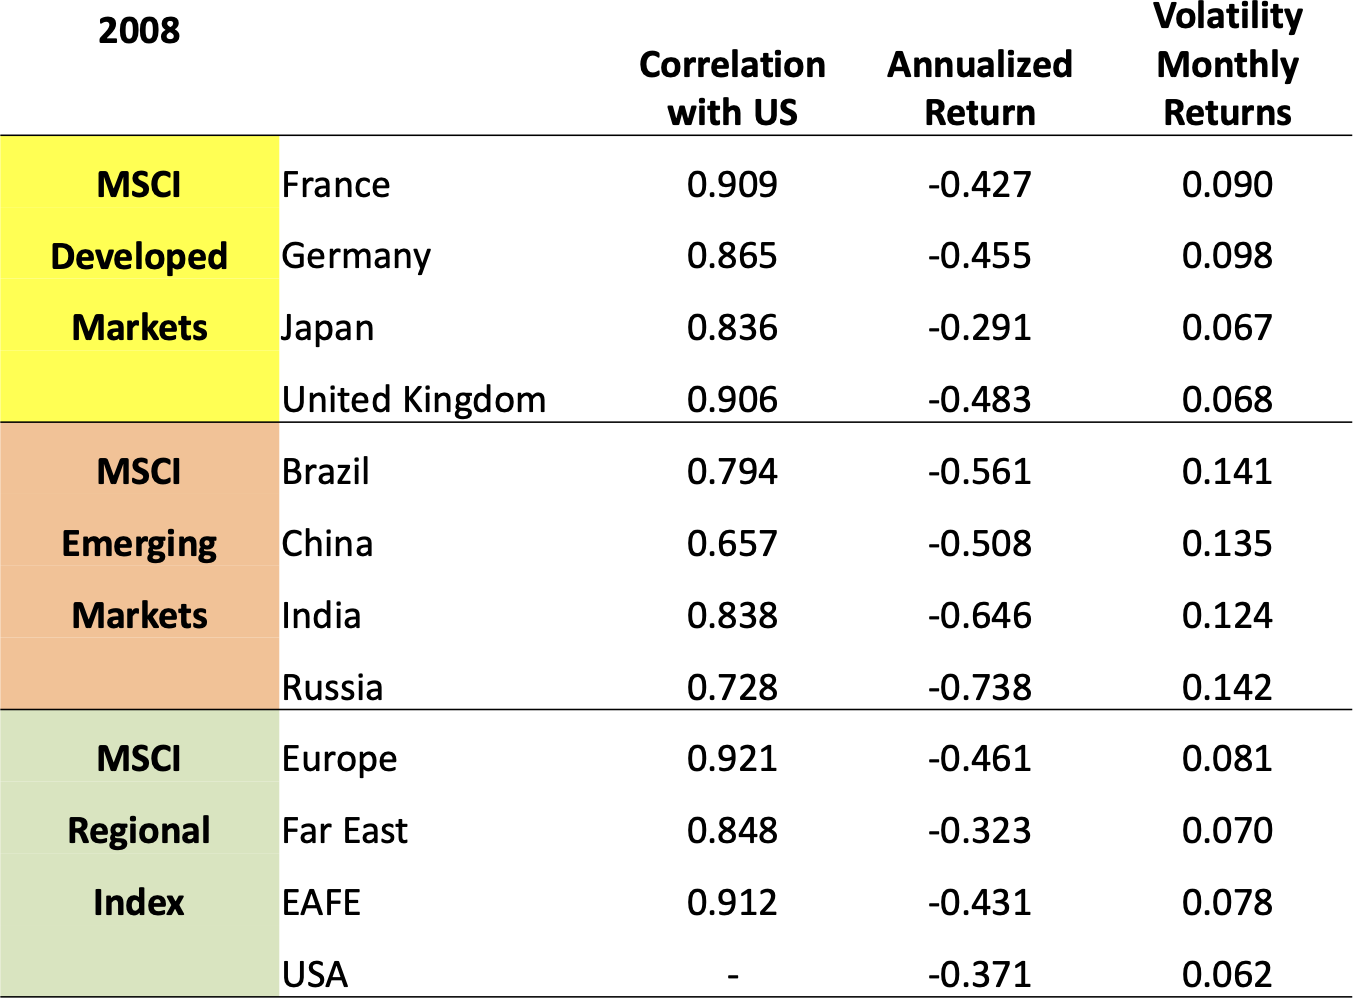 2008
Correlation with US
Annualized Return
Volatility Monthly Returns
MSCI France 0.909 -0.427 0.090
Developed Germany 0.865 -0.455 0.098
Markets Japan 0.836 -0.291 0.067
United Kingdom 0.906 -0.483 0.068
MSCI Brazil 0.794 -0.561 0.141
Emerging China 0.657 -0.508 0.135
Markets India 0.838 -0.646 0.124
Russia 0.728 -0.738 0.142
MSCI Europe 0.921 -0.461 0.081
Regional Far East 0.848 -0.323 0.070
Index EAFE 0.912 -0.431 0.078
USA - -0.371 0.062